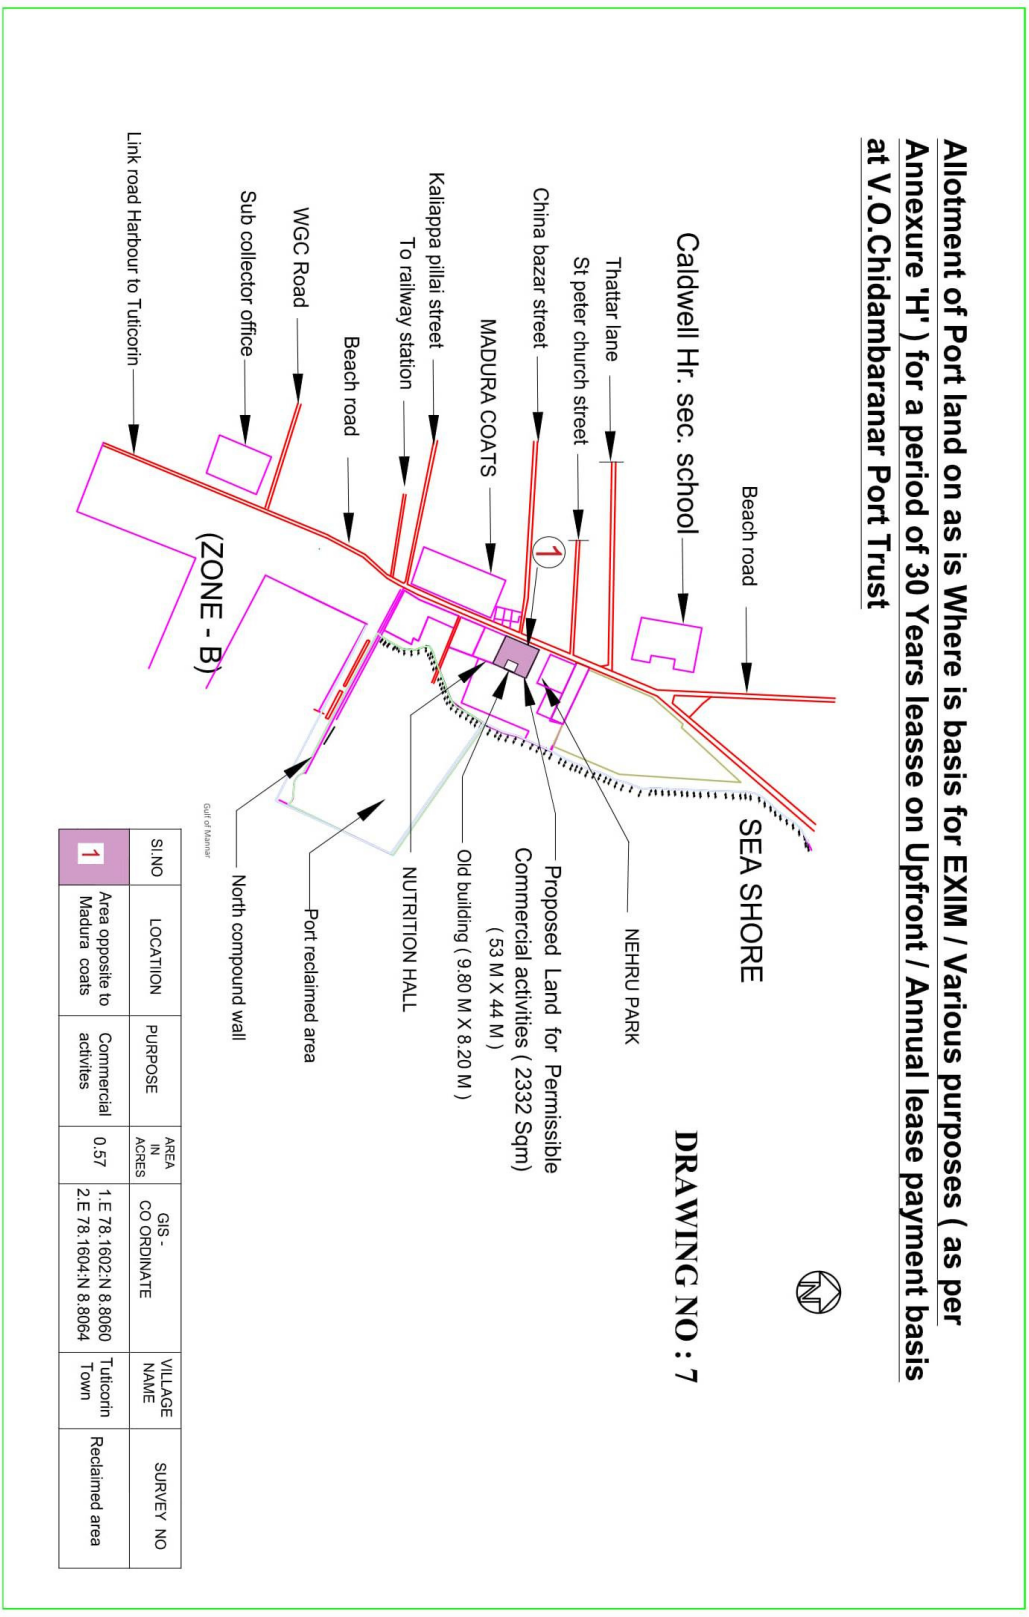 Allotment of Port land on as is Where is basis for EXIM / Various purposes ( as per
Annexure 'H' ) for a period of 30 Years leasse on Upfront / Annual lease payment basis
at V.O.Chidambaranar Port Trust
DRAWING NO : 7
N
Beach road
SEA SHORE
Caldwell Hr. sec. school
Thattar lane
St peter church street
China bazar street
1
MADURA COATS
Kaliappa pillai street
To railway station
Beach road
WGC Road
Sub collector office
Link road Harbour to Tuticorin
(ZONE - B)
NEHRU PARK
Proposed Land for Permissible
Commercial activities ( 2332 Sqm)
( 53 M X 44 M )
Old building ( 9.80 M X 8.20 M )
NUTRITION HALL
Port reclaimed area
North compound wall
Gulf of Mannar
SI.NO
LOCATIION
PURPOSE
AREA
IN
ACRES
GIS -
CO ORDINATE
VILLAGE
NAME
SURVEY NO
1
Area opposite to
Madura coats
Commercial
activites
0.57
1.E 78.1602:N 8.8060
2.E 78.1604:N 8.8064
Tuticorin
Town
Reclaimed area